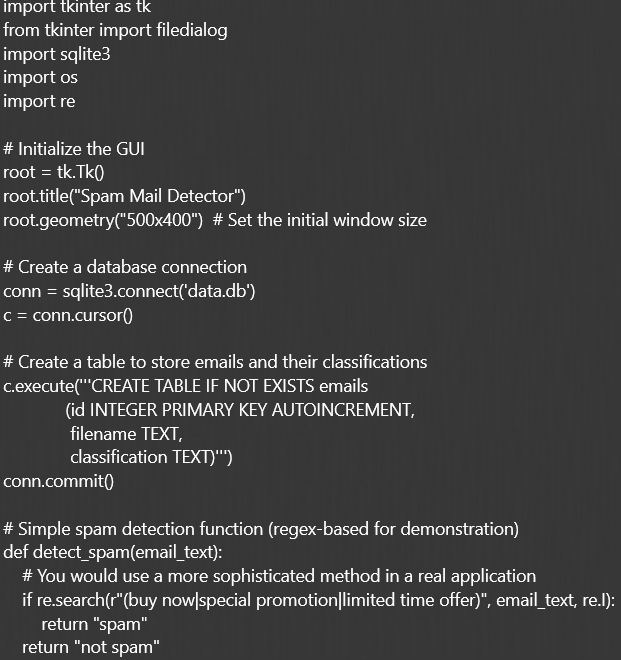 import tkinter as tk
from tkinter import filedialog
import sqlite3
import os
import re

# Initialize the GUI
root = tk.Tk()
root.title("Spam Mail Detector")
root.geometry("500x400")  # Set the initial window size

# Create a database connection
conn = sqlite3.connect('data.db')
c = conn.cursor()

# Create a table to store emails and their classifications
c.execute('''CREATE TABLE IF NOT EXISTS emails
             (id INTEGER PRIMARY KEY AUTOINCREMENT,
              filename TEXT,
              classification TEXT)''')
conn.commit()

# Simple spam detection function (regex-based for demonstration)
def detect_spam(email_text):
    # You would use a more sophisticated method in a real application
    if re.search(r"(buy now|special promotion|limited time offer)", email_text, re.I):
        return "spam"
    return "not spam"